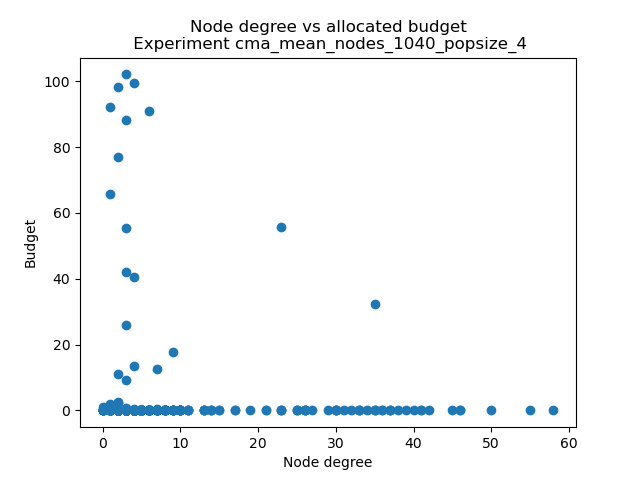 Node degree vs allocated budget
Experiment cma_mean_nodes_1040_popsize_4
100
80
60
40
20
0
Budget
0 10 20 30 40 50 60
Node degree